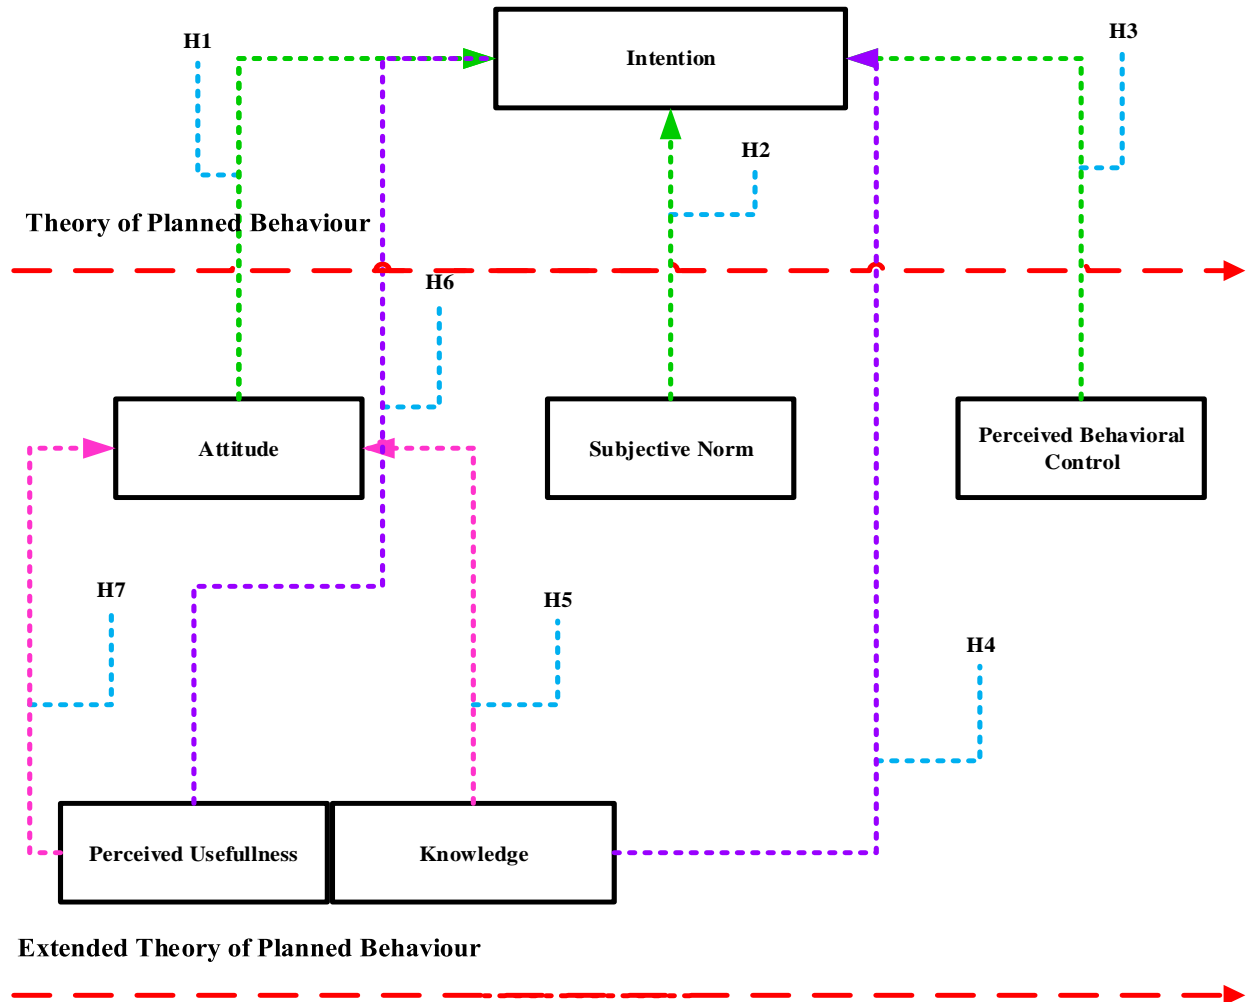 Intention
H1
H3
H2
Theory of Planned Behaviour
H6
Attitude
Subjective Norm
Perceived Behavioral
Control
H7
H5
H4
Perceived Usefullness
Knowledge
Extended Theory of Planned Behaviour